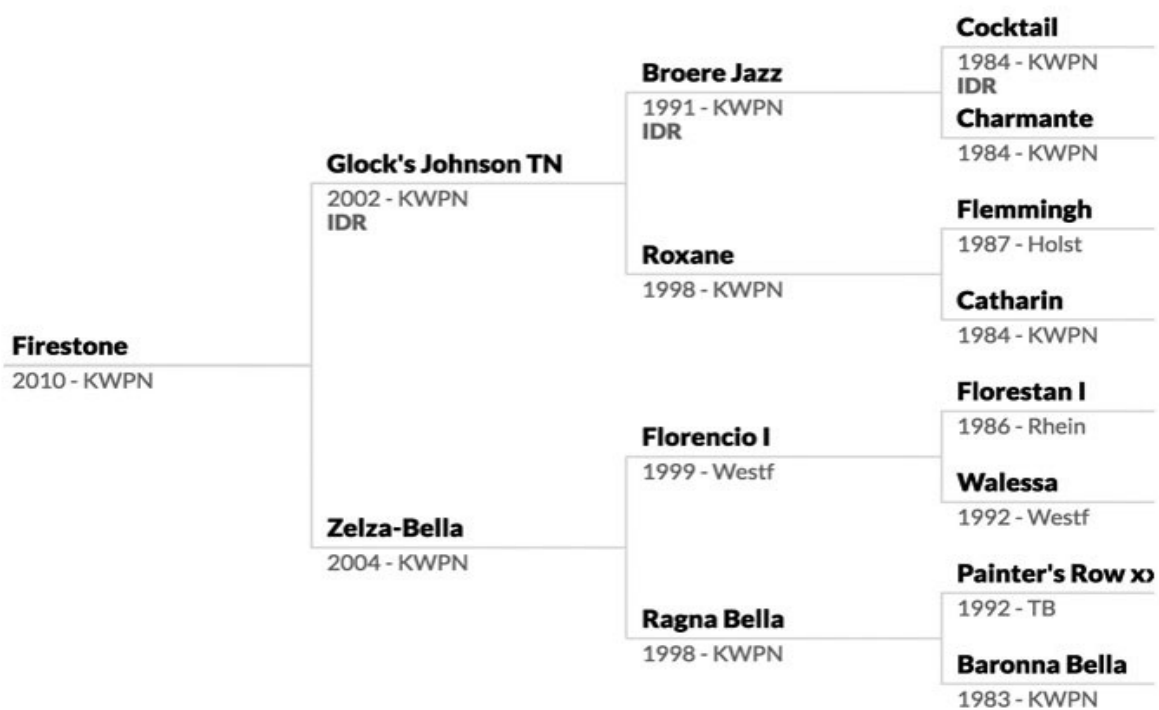 Cocktail
1984 - KWPN
IDR
Charmante
1984 - KWPN
Broere Jazz
1991 - KWPN
IDR
Glock's Johnson TN
2002 - KWPN
IDR
Flemmingh
1987 - Holst
Roxane
1998 - KWPN
Catharin
1984 - KWPN
Firestone
2010 - KWPN
Florestan I
1986 - Rhein
Florencio I
1999 - Westf
Walessa
1992 - Westf
Zelza-Bella
2004 - KWPN
Painter's Row xx
1992 - TB
Ragna Bella
1998 - KWPN
Baronna Bella
1983 - KWPN